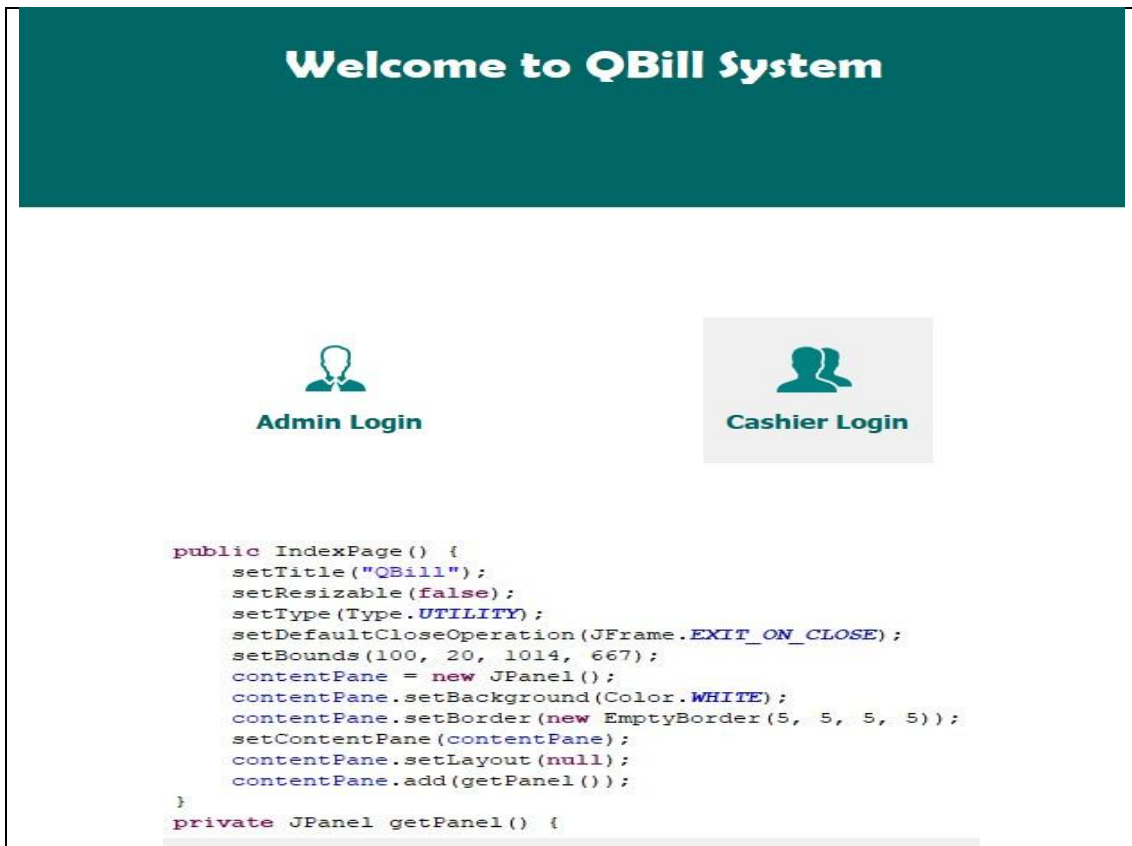 Welcome to QBill System
Admin Login
Cashier Login
public IndexPage() {
setTitle("QBill");
setResizable(false);
setType(Type.UTILITY);
setDefaultCloseOperation(JFrame.EXIT_ON_CLOSE);
setBounds(100, 20, 1014, 667);
contentPane = new JPanel();
contentPane.setBackground(Color.WHITE);
contentPane.setBorder(new EmptyBorder(5, 5, 5, 5));
setContentPane(contentPane);
contentPane.setLayout(null);
contentPane.add(getPanel());
}
private JPanel getPanel() {